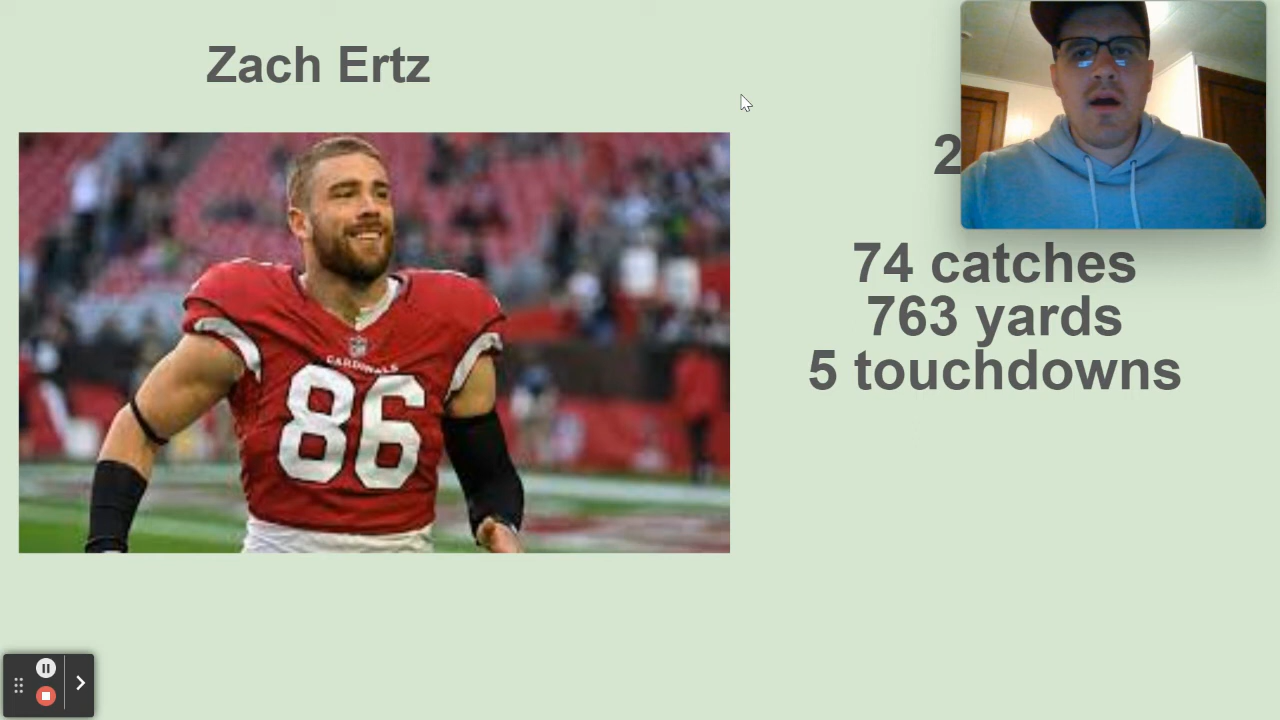 Zach Ertz
2
74 catches
763 yards
5 touchdowns
CARDINALS
86